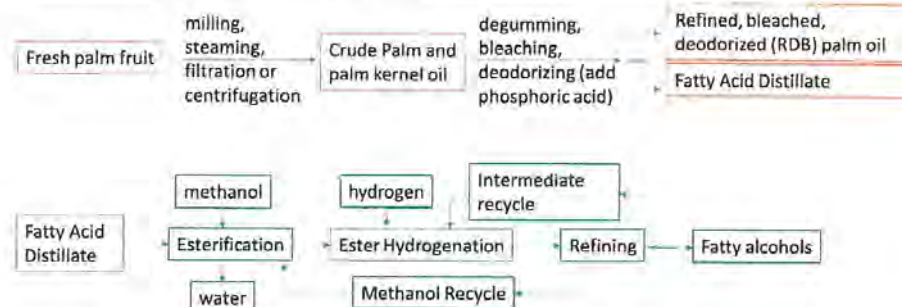 Fresh palm fruit
milling,
steaming,
filtration or
centrifugation
Crude Palm and
palm kernel oil
degumming,
bleaching,
deodorizing (add
phosphoric acid)
Refined, bleached,
deodorized (RDB) palm oil
Fatty Acid Distillate
methanol
hydrogen
Intermediate
recycle
Fatty Acid
Distillate
Esterification
Ester Hydrogenation
Refining
Fatty alcohols
water
Methanol Recycle